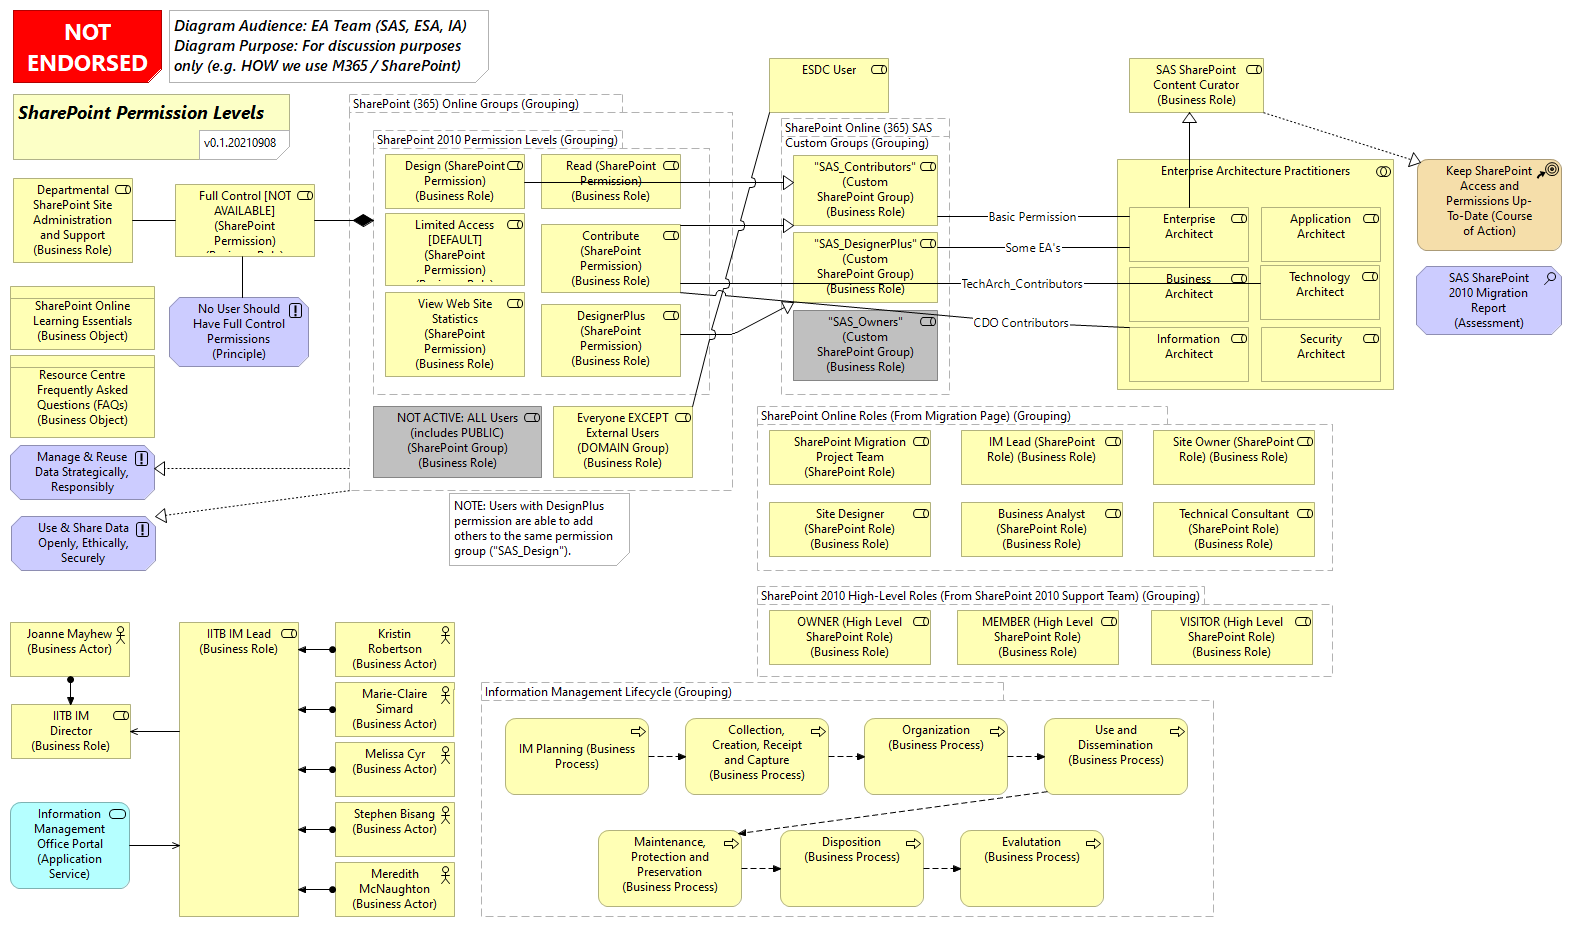 NOT
ENDORSED
Diagram Audience: EA Team (SAS, ESA, IA)
Diagram Purpose: For discussion purposes
only (e.g. HOW we use M365 / SharePoint)
SharePoint Permission Levels
v0.1.20210908
Departmental
SharePoint Site
Administration
and Support
(Business Role)
Full Control [NOT
AVAILABLE]
(SharePoint
Permission)
No User Should
Have Full Control
Permissions
(Principle)
SharePoint Online
Learning Essentials
(Business Object)
Resource Centre
Frequently Asked
Questions (FAQs)
(Business Object)
Manage & Reuse
Data Strategically,
Responsibly
Use & Share Data
Openly, Ethically,
Securely
SharePoint (365) Online Groups (Grouping)
SharePoint 2010 Permission Levels (Grouping)
Design (SharePoint
Permission)
(Business Role)
Read (SharePoint
Permission)
(Business Role)
Limited Access
[DEFAULT]
(SharePoint
Permission)
Contribute
(SharePoint
Permission)
(Business Role)
View Web Site
Statistics
(SharePoint
Permission)
(Business Role)
DesignerPlus
(SharePoint
Permission)
(Business Role)
NOT ACTIVE: ALL Users
(includes PUBLIC)
(SharePoint Group)
(Business Role)
Everyone EXCEPT
External Users
(DOMAIN Group)
(Business Role)
NOTE: Users with DesignPlus
permission are able to add
others to the same permission
group ("SAS_Design").
ESDC User
SharePoint Online (365) SAS
Custom Groups (Grouping)
"SAS_Contributors"
(Custom
SharePoint Group)
(Business Role)
"SAS_DesignerPlus"
(Custom
SharePoint Group)
(Business Role)
"SAS_Owners"
(Custom
SharePoint Group)
(Business Role)
Basic Permission
Some EA's
TechArch_Contributors
CDO Contributors
SAS SharePoint
Content Curator
(Business Role)
Enterprise Architecture Practitioners
Enterprise
Architect
Application
Architect
Business
Architect
Technology
Architect
Information
Architect
Security
Architect
Keep SharePoint
Access and
Permissions Up-
To-Date (Course
of Action)
SAS SharePoint
2010 Migration
Report
(Assessment)
SharePoint Online Roles (From Migration Page) (Grouping)
SharePoint Migration
Project Team
(SharePoint Role)
IM Lead (SharePoint
Role) (Business Role)
Site Owner (SharePoint
Role) (Business Role)
Site Designer
(SharePoint Role)
(Business Role)
Business Analyst
(SharePoint Role)
(Business Role)
Technical Consultant
(SharePoint Role)
(Business Role)
SharePoint 2010 High-Level Roles (From SharePoint 2010 Support Team) (Grouping)
OWNER (High Level
SharePoint Role)
(Business Role)
MEMBER (High Level
SharePoint Role)
(Business Role)
VISITOR (High Level
SharePoint Role)
(Business Role)
Joanne Mayhew
(Business Actor)
IITB IM
Director
(Business Role)
Information
Management
Office Portal
(Application
Service)
IITB IM Lead
(Business Role)
Kristin
Robertson
(Business Actor)
Marie-Claire
Simard
(Business Actor)
Melissa Cyr
(Business Actor)
Stephen Bisang
(Business Actor)
Meredith
McNaughton
(Business Actor)
Information Management Lifecycle (Grouping)
IM Planning (Business
Process)
Collection,
Creation, Receipt
and Capture
(Business Process)
Organization
(Business Process)
Use and
Dissemination
(Business Process)
Maintenance,
Protection and
Preservation
(Business Process)
Disposition
(Business Process)
Evalutation
(Business Process)